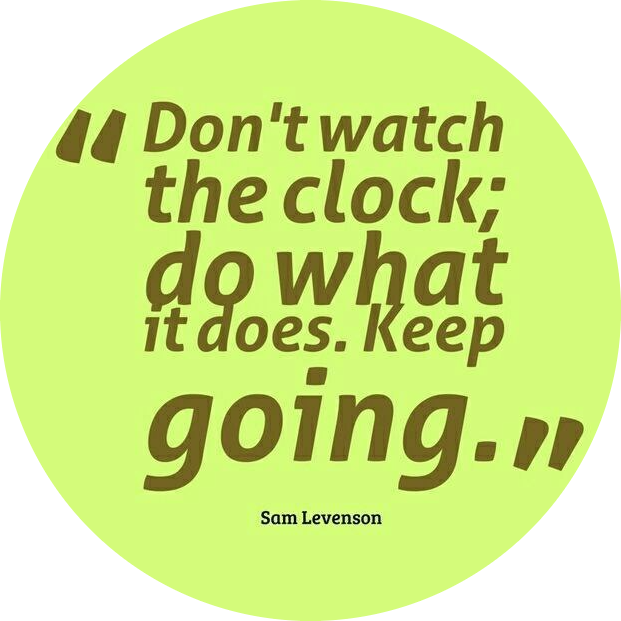 “Don't watch
the clock;
do what
it does. Keep
going.”
Sam Levenson